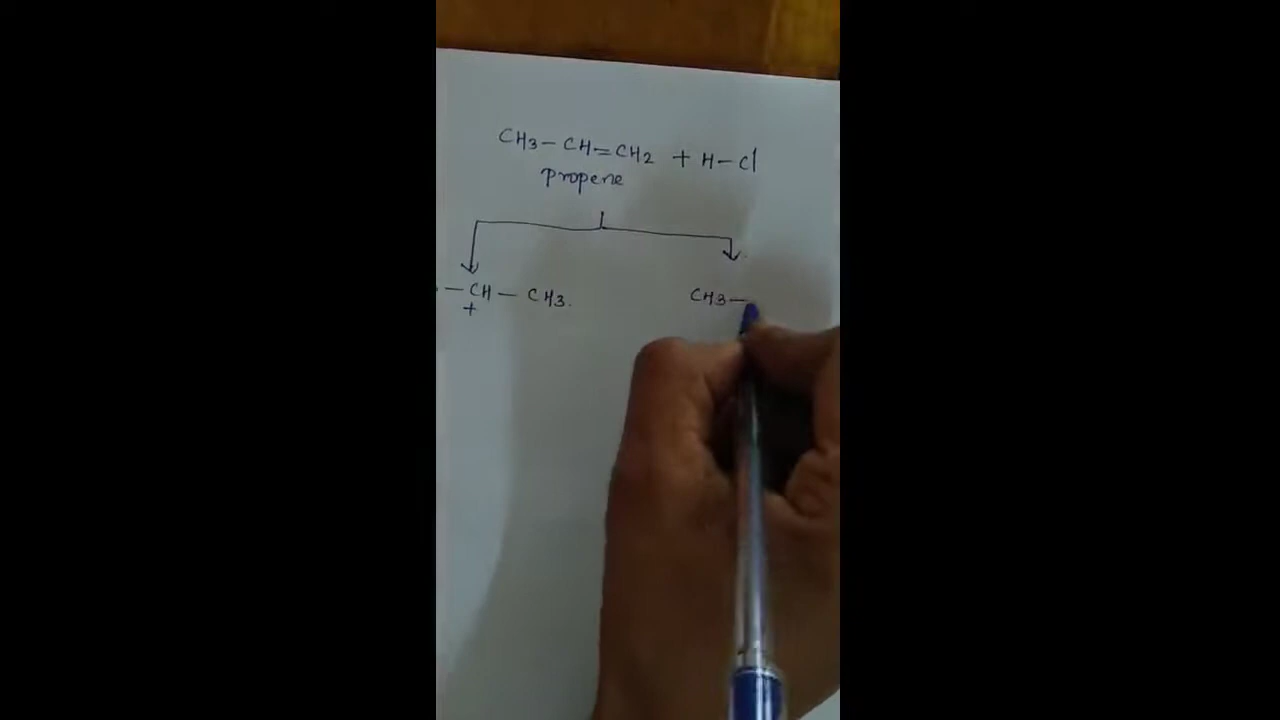 CH3 – CH = CH2 + H – Cl
propene
– CH – CH3. CH3 –
+